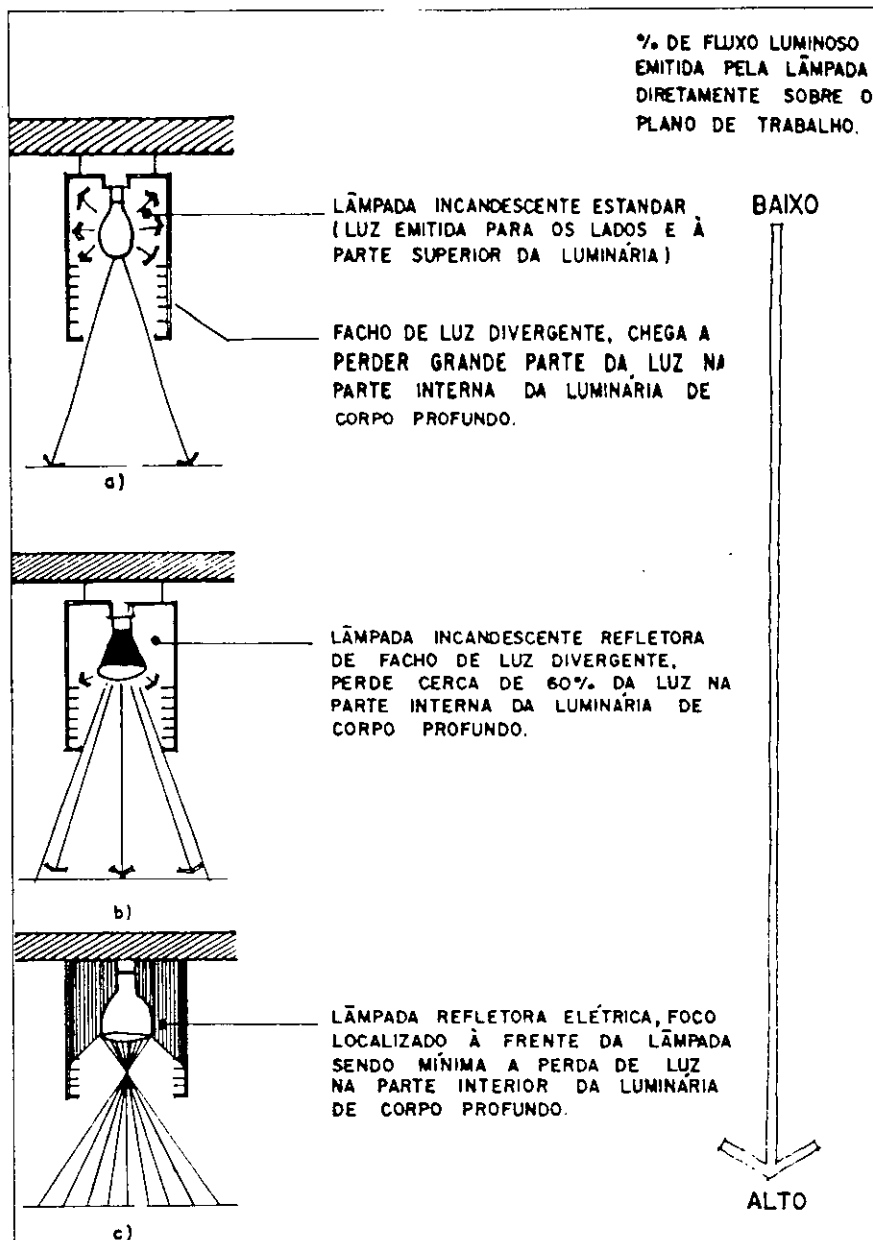 % DE FLUXO LUMINOSO
EMITIDA PELA LÂMPADA
DIRETAMENTE SOBRE O
PLANO DE TRABALHO.
LÂMPADA INCANDESCENTE ESTANDAR
(LUZ EMITIDA PARA OS LADOS E À
PARTE SUPERIOR DA LUMINÁRIA)
BAIXO
FACHO DE LUZ DIVERGENTE, CHEGA A
PERDER GRANDE PARTE DA LUZ NA
PARTE INTERNA DA LUMINÁRIA DE
CORPO PROFUNDO.
a)
LÂMPADA INCANDESCENTE REFLETORA
DE FACHO DE LUZ DIVERGENTE,
PERDE CERCA DE 60% DA LUZ NA
PARTE INTERNA DA LUMINÁRIA DE
CORPO PROFUNDO.
b)
LÂMPADA REFLETORA ELÉTRICA, FOCO
LOCALIZADO À FRENTE DA LÂMPADA
SENDO MÍNIMA A PERDA DE LUZ
NA PARTE INTERIOR DA LUMINÁRIA
DE CORPO PROFUNDO.
ALTO
c)